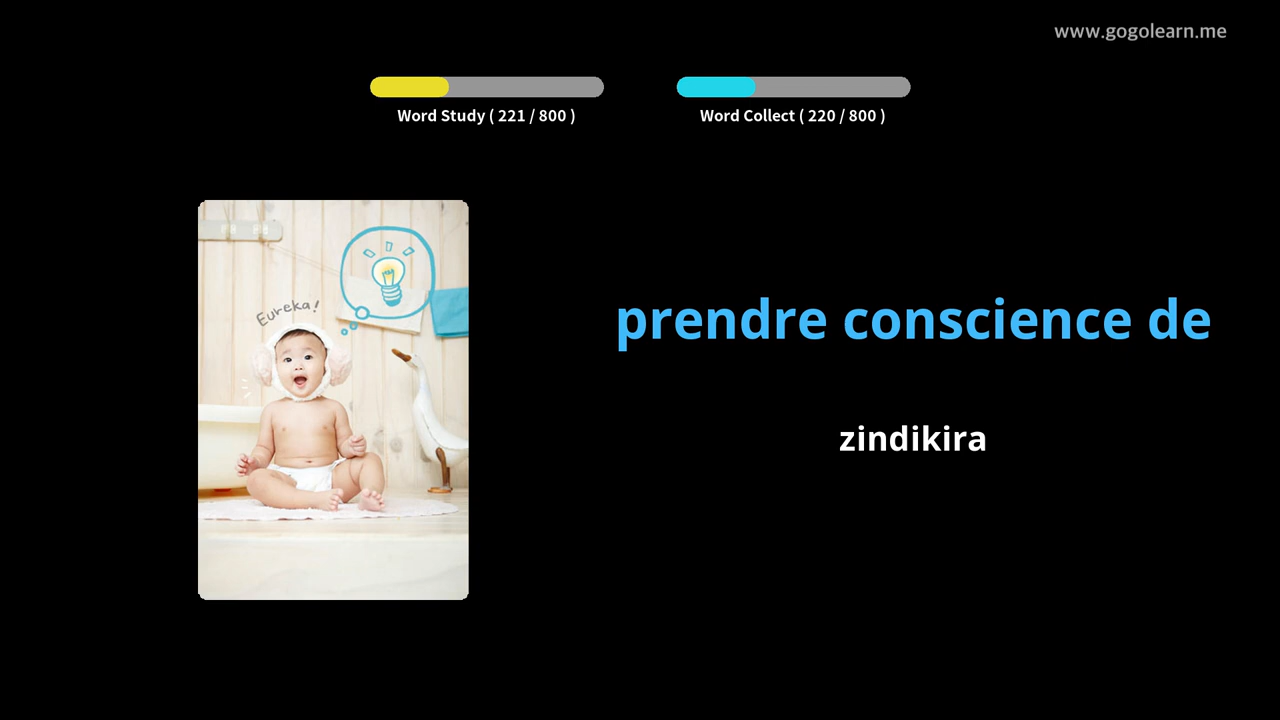 www.gogolearn.me
Word Study ( 221 / 800 )
Word Collect ( 220 / 800 )
Eureka!
prendre conscience de
zindikira